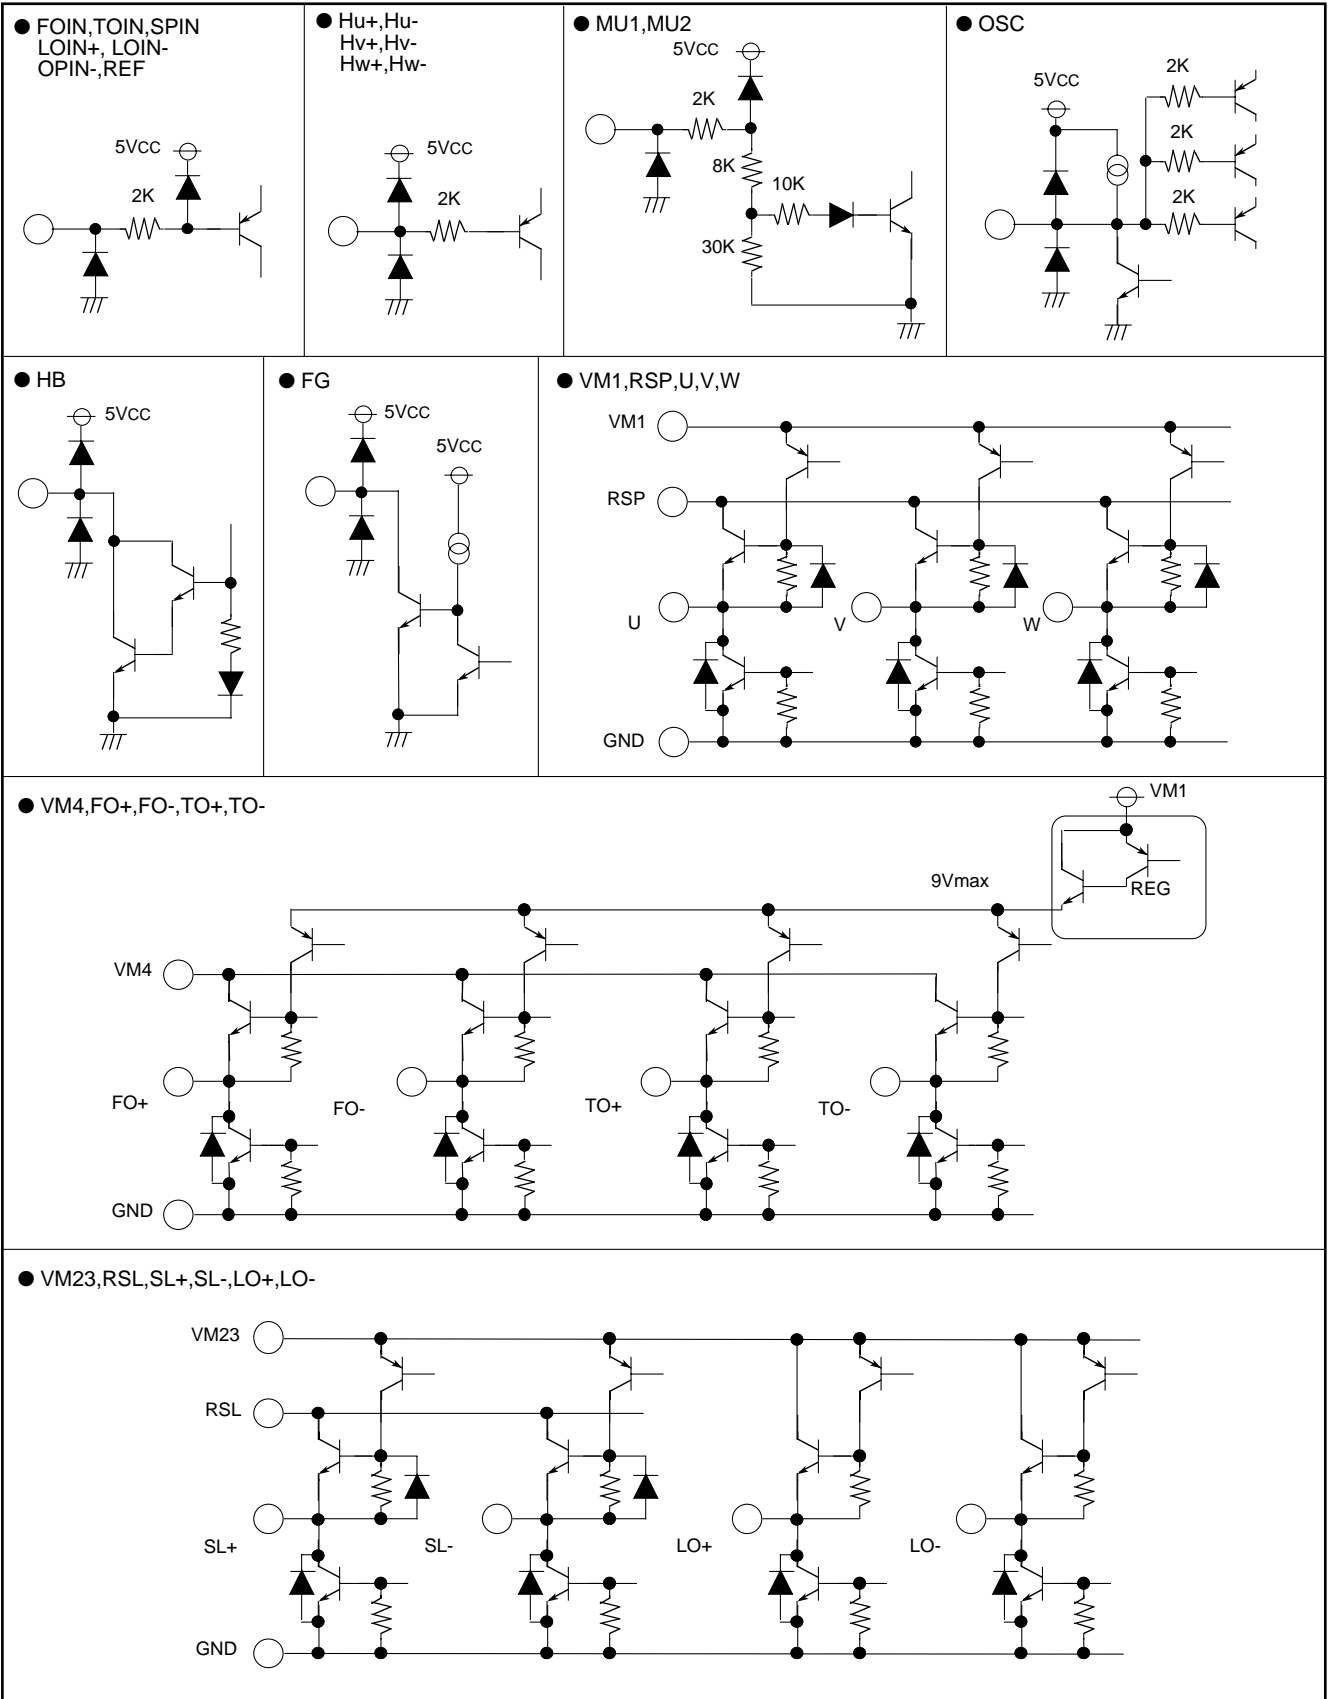 ● FOIN,TOIN,SPIN
LOIN+, LOIN-
OPIN-,REF
5VCC
2K
● Hu+,Hu-
Hv+,Hv-
Hw+,Hw-
5VCC
2K
● MU1,MU2
5VCC
2K
8K
10K
30K
● OSC
5VCC
2K
2K
2K
● HB
5VCC
● FG
5VCC
5VCC
● VM1,RSP,U,V,W
VM1
RSP
U
V
W
GND
● VM4,FO+,FO-,TO+,TO-
VM1
REG
9Vmax
VM4
FO+
FO-
TO+
TO-
GND
● VM23,RSL,SL+,SL-,LO+,LO-
VM23
RSL
SL+
SL-
LO+
LO-
GND